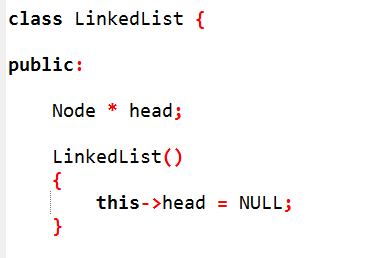 class LinkedList {
public:
Node * head;
LinkedList()
{
this->head = NULL;
}